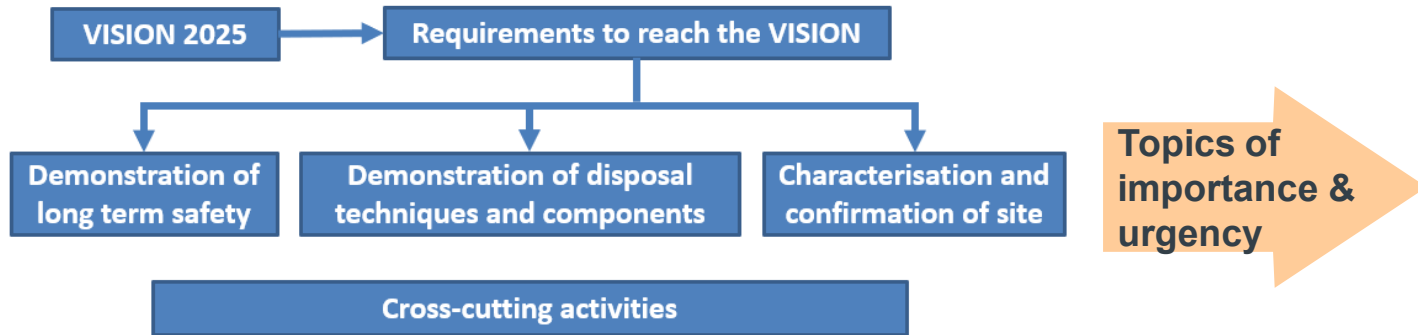 VISION 2025
Requirements to reach the VISION
Demonstration of
long term safety
Demonstration of disposal
techniques and components
Characterisation and
confirmation of site
Topics of
importance &
urgency
Cross-cutting activities